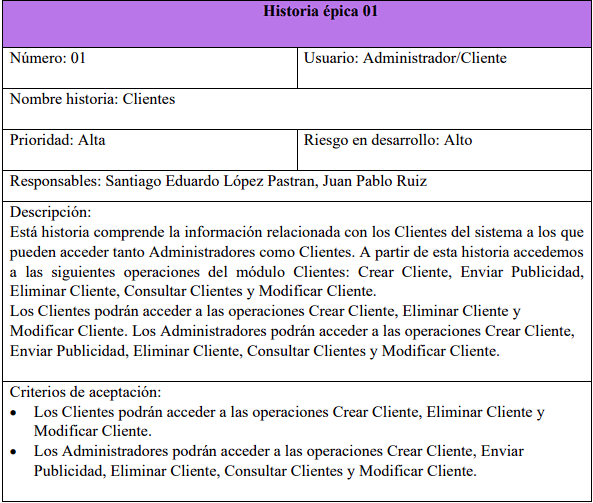 Historia épica 01
Número: 01
Usuario: Administrador/Cliente
Nombre historia: Clientes
Prioridad: Alta
Riesgo en desarrollo: Alto
Responsables: Santiago Eduardo López Pastran, Juan Pablo Ruiz
Descripción:
Está historia comprende la información relacionada con los Clientes del sistema a los que
pueden acceder tanto Administradores como Clientes. A partir de esta historia accedemos
a las siguientes operaciones del módulo Clientes: Crear Cliente, Enviar Publicidad,
Eliminar Cliente, Consultar Clientes y Modificar Cliente.
Los Clientes podrán acceder a las operaciones Crear Cliente, Eliminar Cliente y
Modificar Cliente. Los Administradores podrán acceder a las operaciones Crear Cliente,
Enviar Publicidad, Eliminar Cliente, Consultar Clientes y Modificar Cliente.
Criterios de aceptación:
• Los Clientes podrán acceder a las operaciones Crear Cliente, Eliminar Cliente y
Modificar Cliente.
• Los Administradores podrán acceder a las operaciones Crear Cliente, Enviar
Publicidad, Eliminar Cliente, Consultar Clientes y Modificar Cliente.